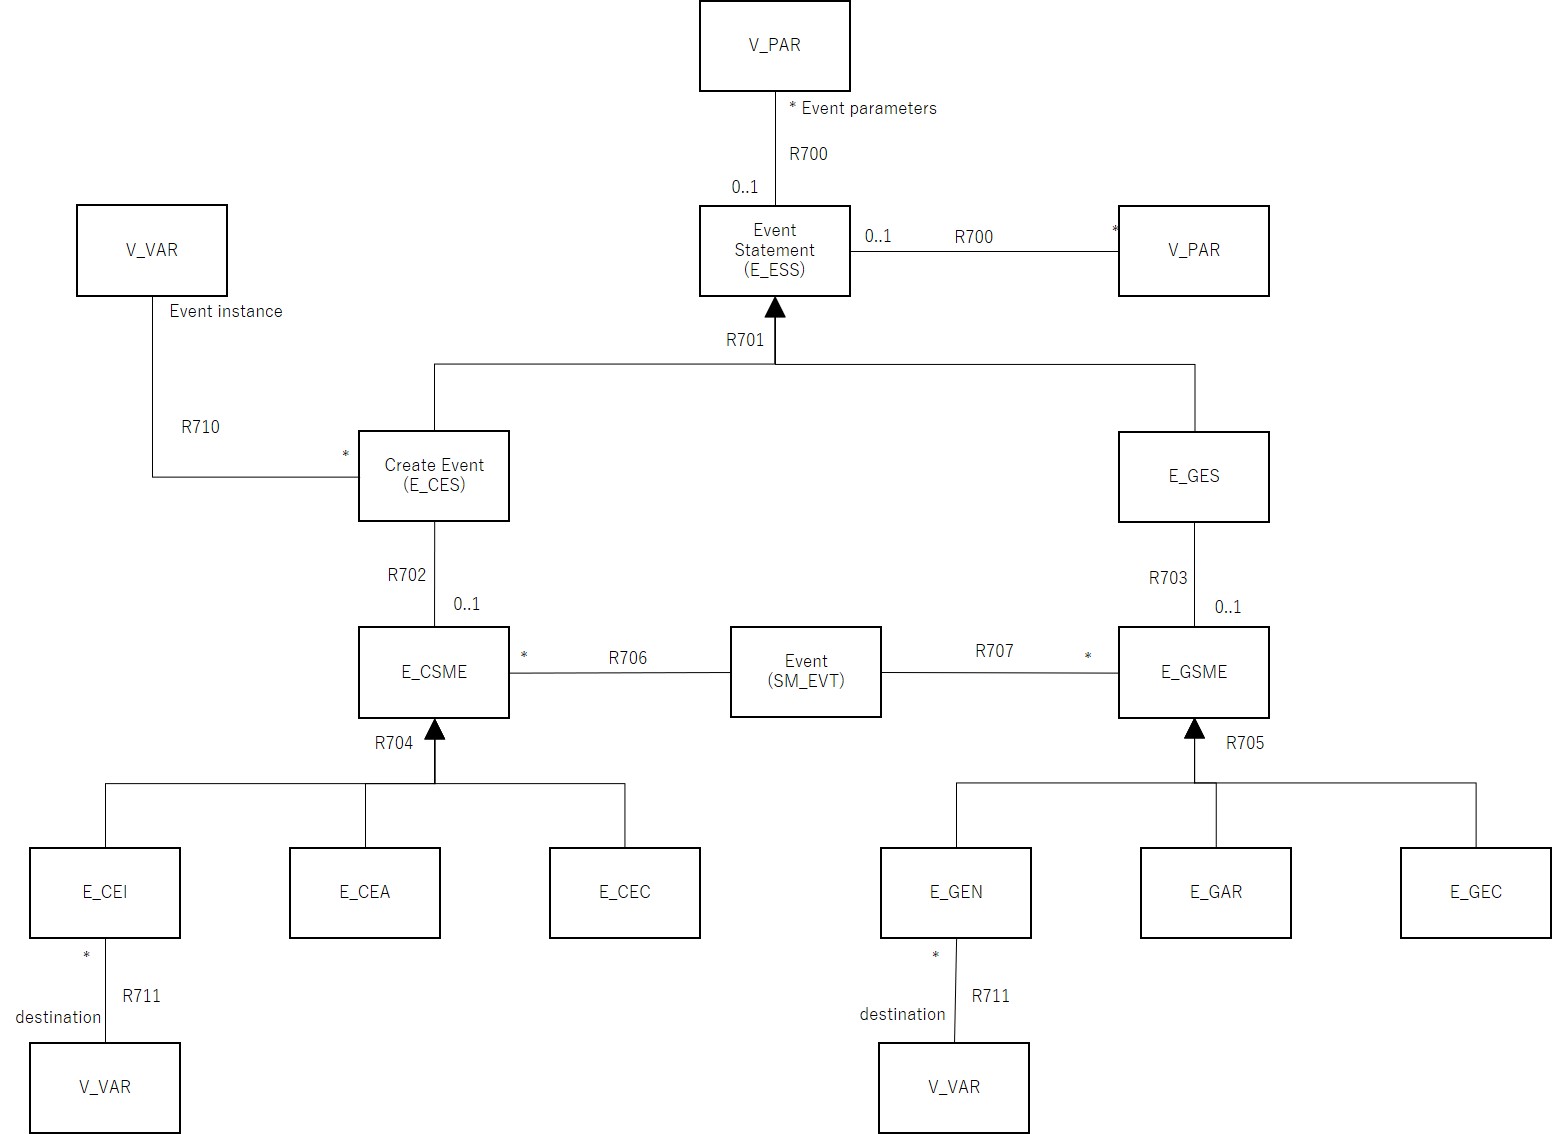 V_PAR
* Event parameters
R700
0..1
V_VAR
Event
Statement
(E_ESS)
0..1
R700
*
V_PAR
Event instance
R701
R710
*
Create Event
(E_CES)
E_GES
R702
0..1
R703
0..1
E_CSME
*
R706
Event
(SM_EVT)
R707
*
E_GSME
R704
R705
E_CEI
E_CEA
E_CEC
E_GEN
E_GAR
E_GEC
*
R711
destination
*
R711
destination
V_VAR
V_VAR